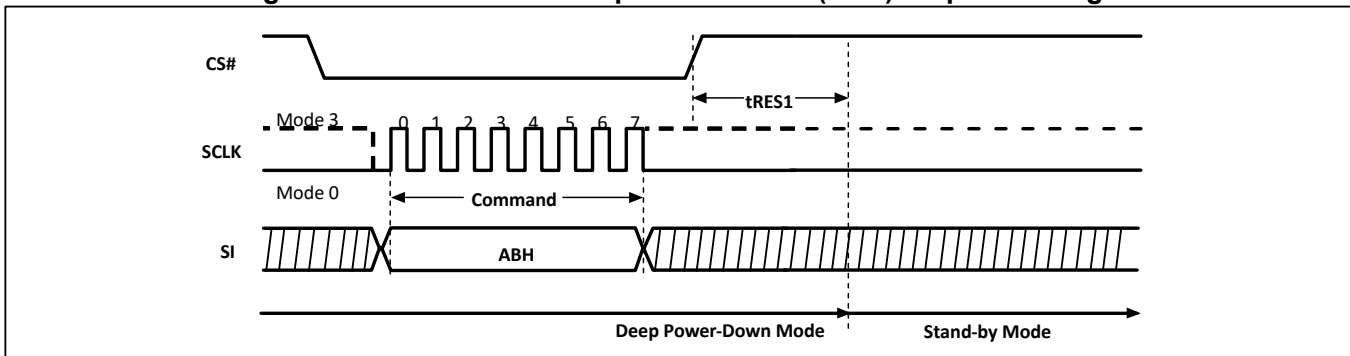 CS#
tRES1
Mode 3
0 1 2 3 4 5 6 7
SCLK
Mode 0
Command
SI
ABH
Deep Power-Down Mode
Stand-by Mode